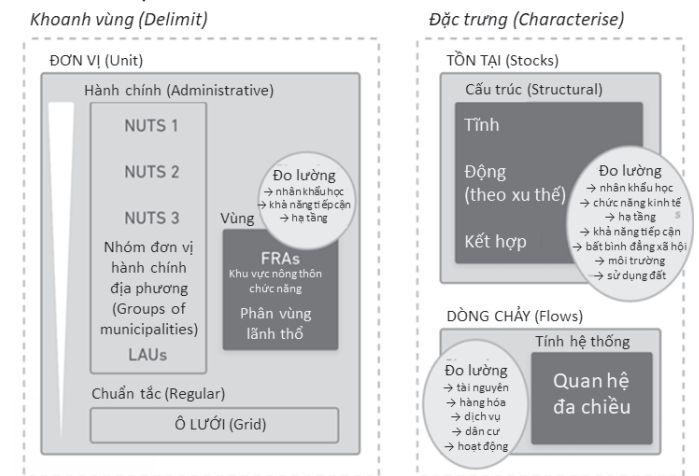 Khoanh vùng (Delimit)
ĐƠN VỊ (Unit)
Hành chính (Administrative)
NUTS 1
NUTS 2
NUTS 3
Nhóm đơn vị
hành chính
địa phương
(Groups of
municipalities)
LAUs
Đo lường
→ nhân khẩu học
→ khả năng tiếp cận
→ hạ tầng
Vùng
FRAs
Khu vực nông thôn
chức năng
Phân vùng
lãnh thổ
Chuẩn tắc (Regular)
Ô LƯỚI (Grid)
Đặc trưng (Characterise)
TỒN TẠI (Stocks)
Cấu trúc (Structural)
Tĩnh
Động
(theo xu thế)
Kết hợp
Đo lường
→ nhân khẩu học
→ chức năng kinh tế
→ hạ tầng
→ khả năng tiếp cận
→ bất bình đẳng xã hội
→ môi trường
→ sử dụng đất
DÒNG CHẢY (Flows)
Tính hệ thống
Đo lường
→ tài nguyên
→ hàng hóa
→ dịch vụ
→ dân cư
→ hoạt động
Quan hệ
đa chiều